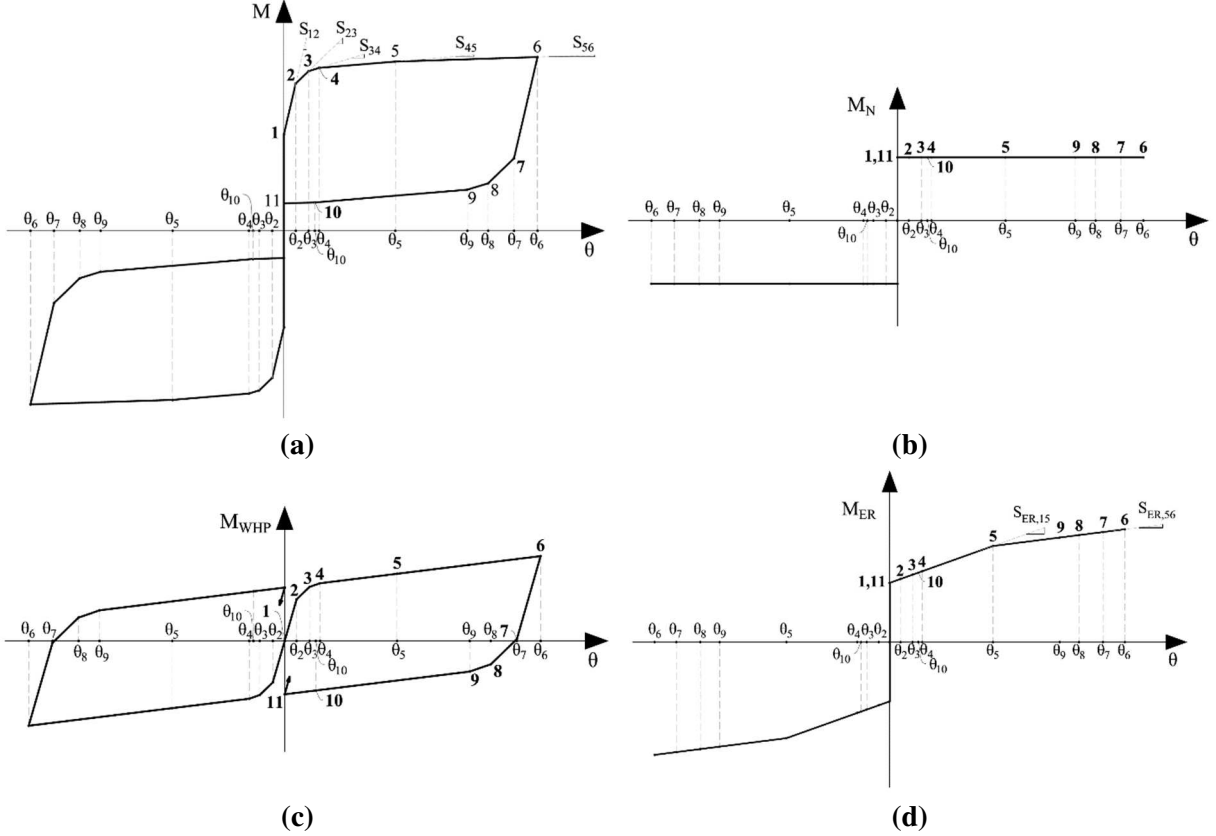 M
S12 S23 S34 S45 S56
1 2 3 4 5 6
7 8 9 10 11
θ6 θ7 θ8 θ9 θ5 θ10 θ4 θ3 θ2
θ2 θ3 θ4 θ10 θ5 θ9 θ8 θ7 θ6 θ
(a)
MN
1,11 2 3 4 10 5 9 8 7 6
θ6 θ7 θ8 θ9 θ5 θ4 θ3 θ2 θ10
θ2 θ3 θ4 θ10 θ5 θ9 θ8 θ7 θ6 θ
(b)
MWHP
1 2 3 4 5 6
7 8 9 10 11
θ6 θ7 θ8 θ9 θ5 θ10 θ4 θ3 θ2
θ2 θ3 θ4 θ10 θ5 θ9 θ8 θ7 θ6 θ
(c)
MER
SER,15 SER,56
1,11 2 3 4 10 5 9 8 7 6
θ6 θ7 θ8 θ9 θ5 θ4 θ3 θ2 θ10
θ2 θ3 θ4 θ10 θ5 θ9 θ8 θ7 θ6 θ
(d)